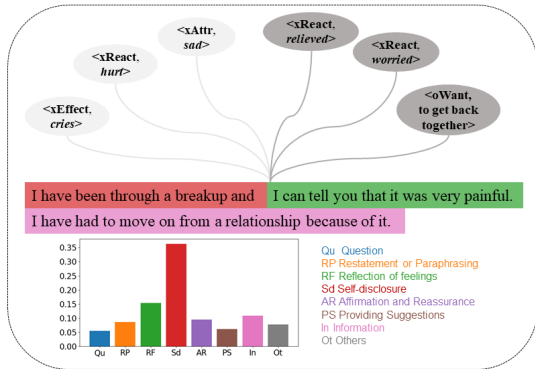 <xEffect, cries>
<xReact, hurt>
<xAttr, sad>
<xReact, relieved>
<xReact, worried>
<oWant, to get back together>
I have been through a breakup and I can tell you that it was very painful.
I have had to move on from a relationship because of it.
0.35
0.30
0.25
0.20
0.15
0.10
0.05
0.00
Qu RP RF Sd AR PS In Ot
Qu Question
RP Restatement or Paraphrasing
RF Reflection of feelings
Sd Self-disclosure
AR Affirmation and Reassurance
PS Providing Suggestions
In Information
Ot Others